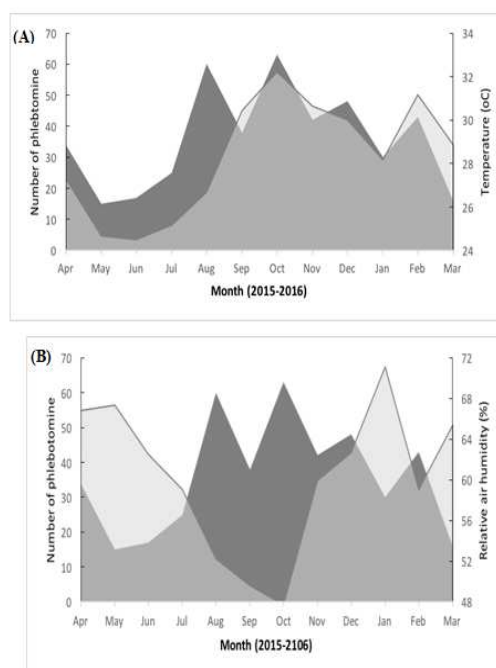 (A)
Number of phlebtomine
70
60
50
40
30
20
10
0
34
32
30
28
26
24
Temperature (oC)
Apr May Jun Jul Aug Sep Oct Nov Dec Jan Feb Mar
Month (2015-2016)
(B)
Number of phlebotomine
70
60
50
40
30
20
10
0
72
68
64
60
56
52
48
Relative air humidity (%)
Apr May Jun Jul Aug Sep Oct Nov Dec Jan Feb Mar
Month (2015-2106)